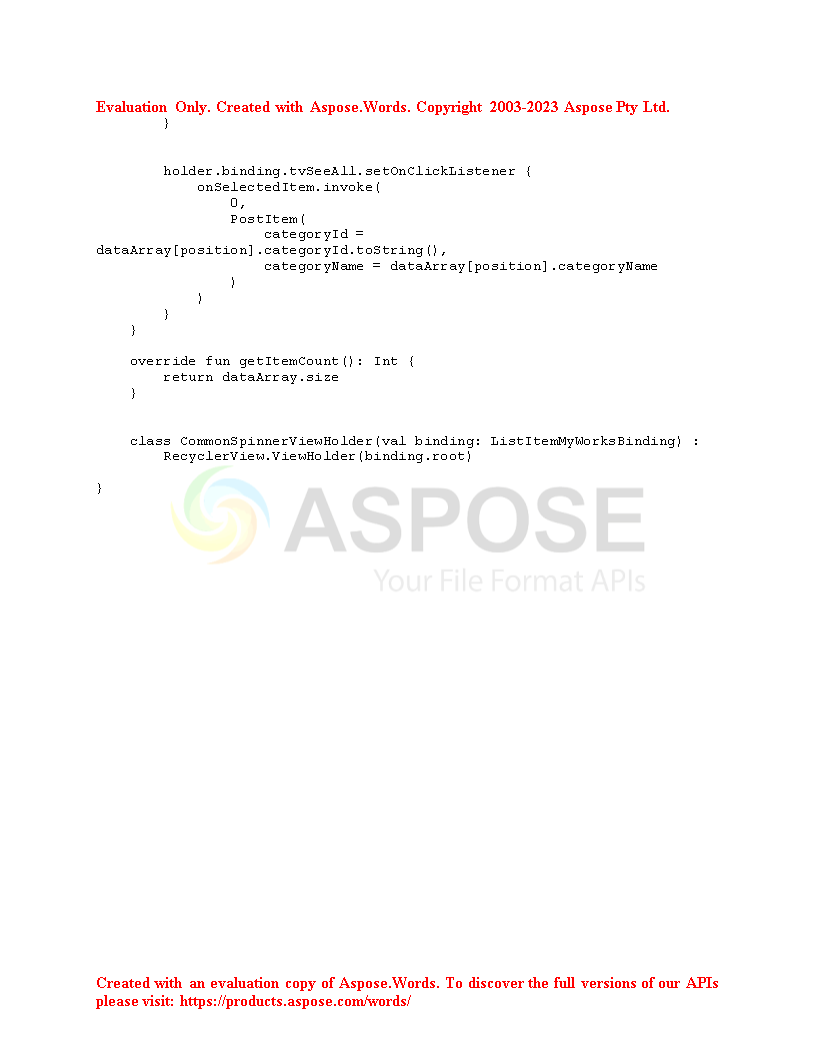 Evaluation Only. Created with Aspose.Words. Copyright 2003-2023 Aspose Pty Ltd.
        }
        holder.binding.tvSeeAll.setOnClickListener {
            onSelectedItem.invoke(
                0,
                PostItem(
                    categoryId =
dataArray[position].categoryId.toString(),
                    categoryName = dataArray[position].categoryName
                )
            )
        }
    }
    override fun getItemCount(): Int {
        return dataArray.size
    }
    class CommonSpinnerViewHolder(val binding: ListItemMyWorksBinding) :
        RecyclerView.ViewHolder(binding.root)
}
ASPOSE
Your File Format APIs
Created with an evaluation copy of Aspose.Words. To discover the full versions of our APIs
please visit: https://products.aspose.com/words/